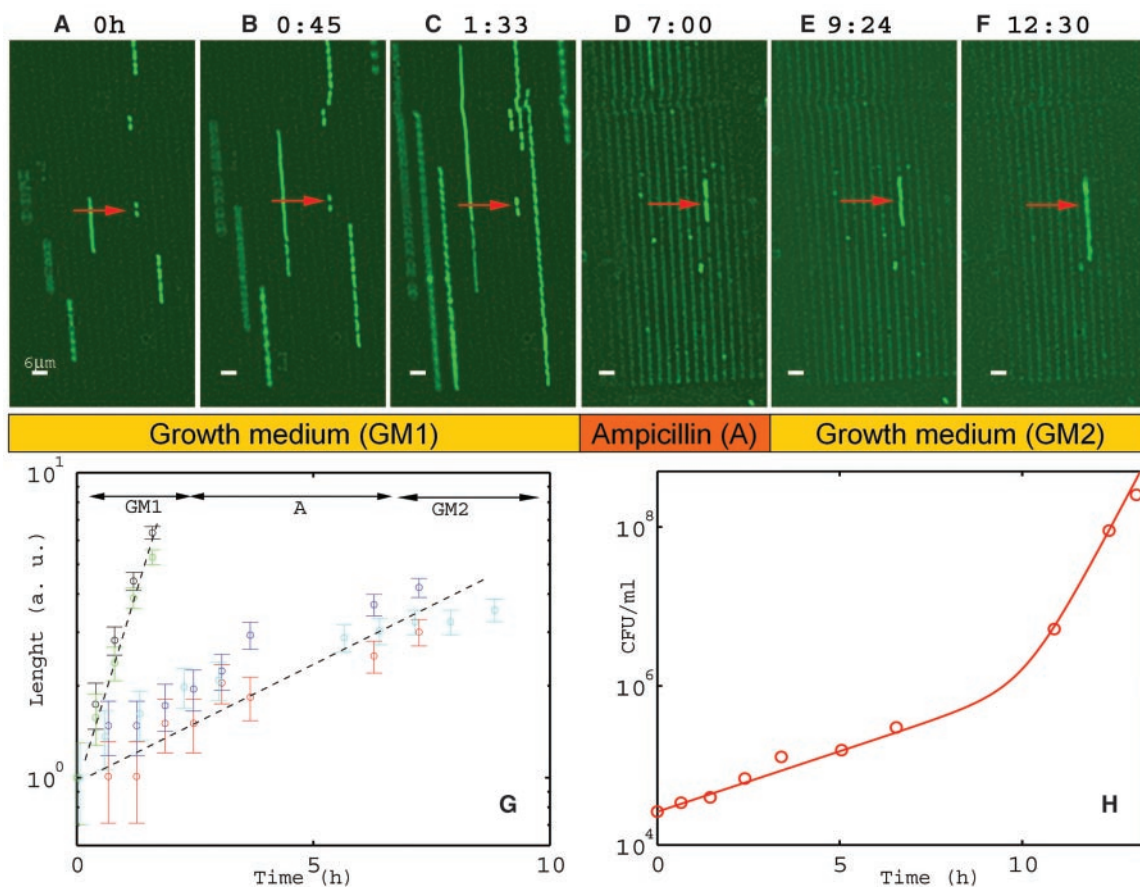 A 0h B 0:45 C 1:33 D 7:00 E 9:24 F 12:30
6μm
Growth medium (GM1) Ampicillin (A) Growth medium (GM2)
10^1
GM1 A GM2
Lenght (a. u.)
10^0
G
0 5 10
Time (h)
10^8
CFU/ml
10^6
10^4
H
0 5 10
Time (h)